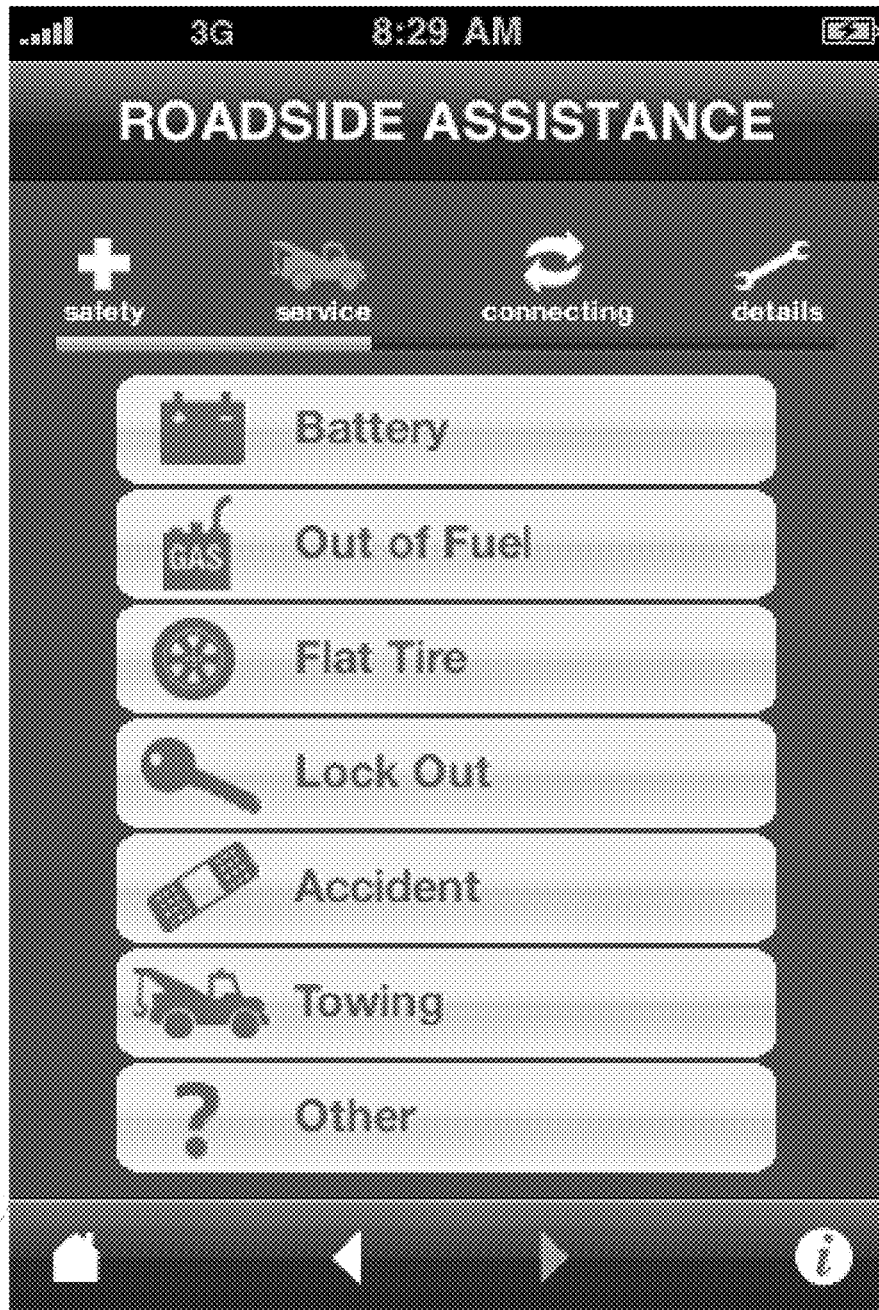 3G 8:29 AM
ROADSIDE ASSISTANCE
safety service connecting details
Battery
GAS
Out of Fuel
Flat Tire
Lock Out
Accident
Towing
? Other
i